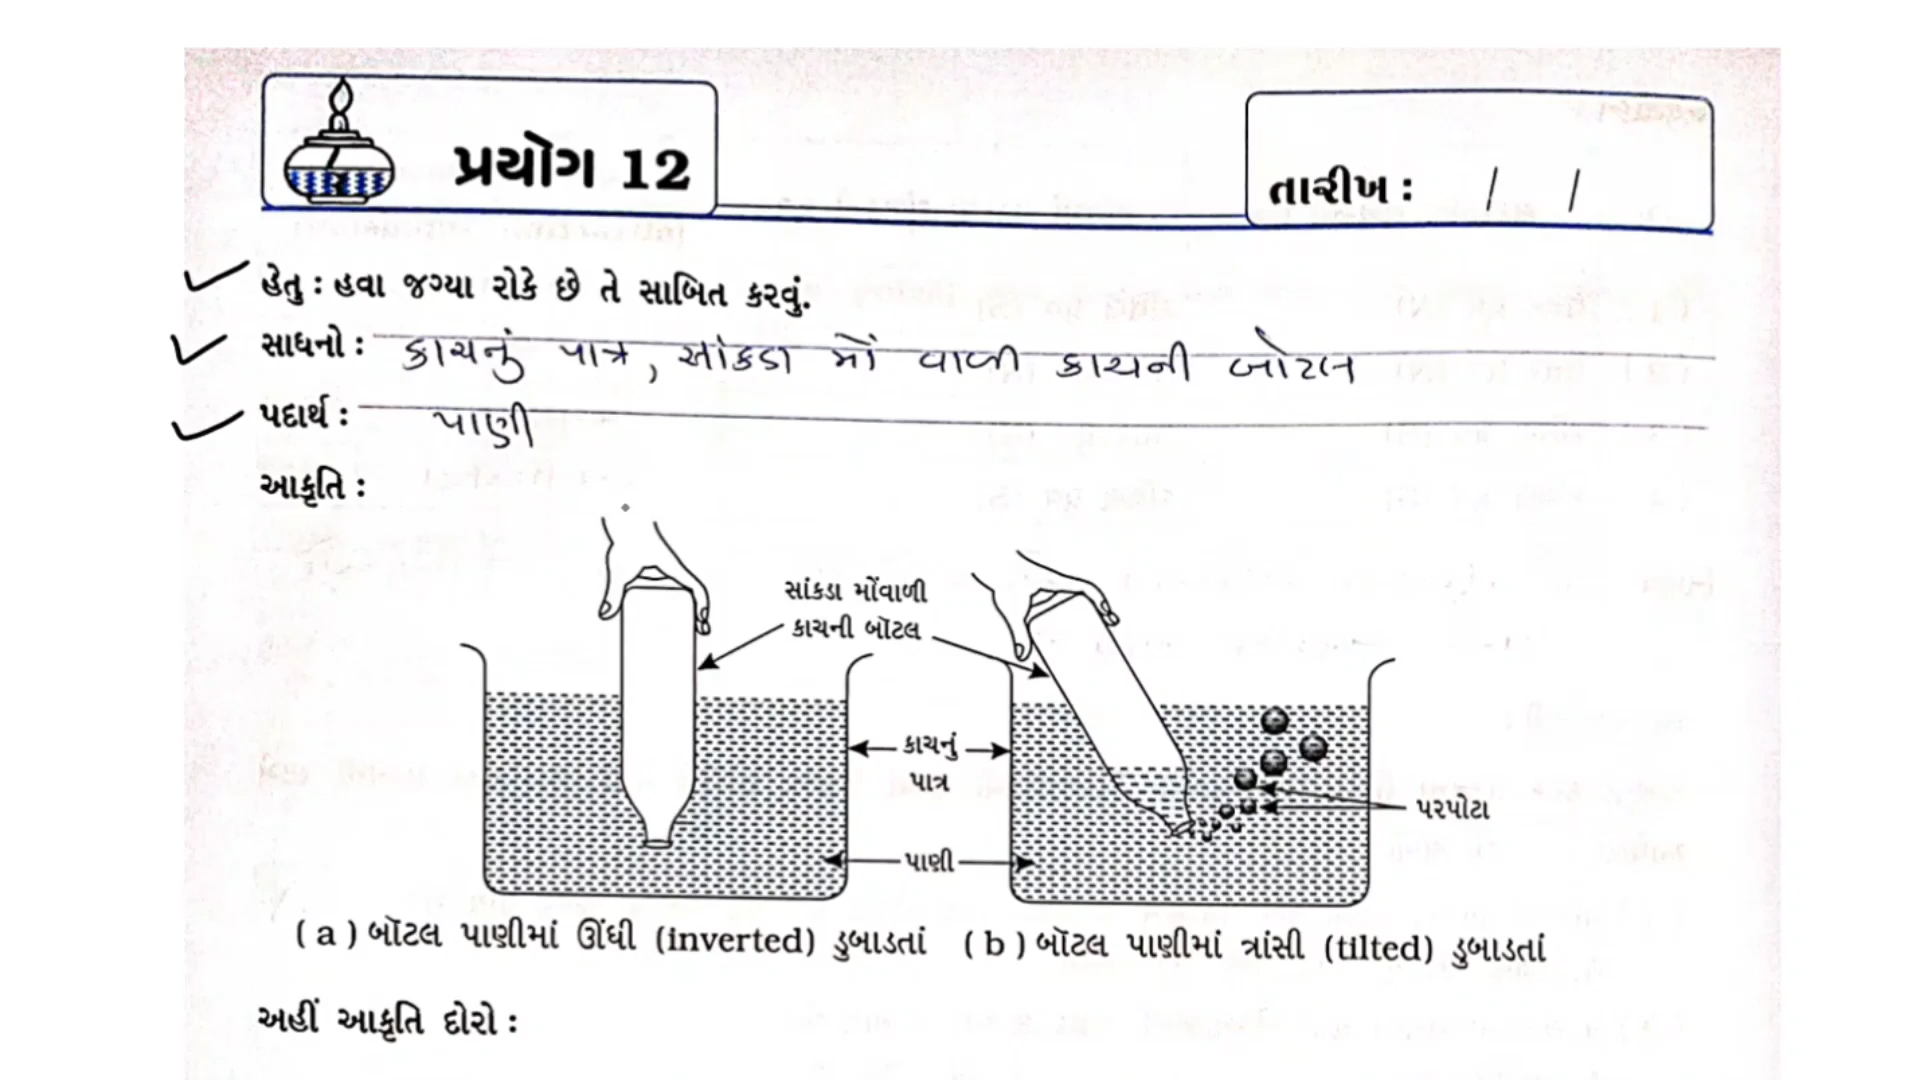 પ્રયોગ 12
તારીખ : / /
હેતુ : હવા જગ્યા રોકે છે તે સાબિત કરવું.
સાધનો : કાચનું પાત્ર, સાંકડા મોં વાળી કાચની બોટલ
પદાર્થ : પાણી
આકૃતિ :
સાંકડા મોંવાળી
કાચની બૉટલ
કાચનું
પાત્ર
પરપોટા
પાણી
( a ) બૉટલ પાણીમાં ઊંધી (inverted) ડુબાડતાં
( b ) બૉટલ પાણીમાં ત્રાંસી (tilted) ડુબાડતાં
અહીં આકૃતિ દોરો :